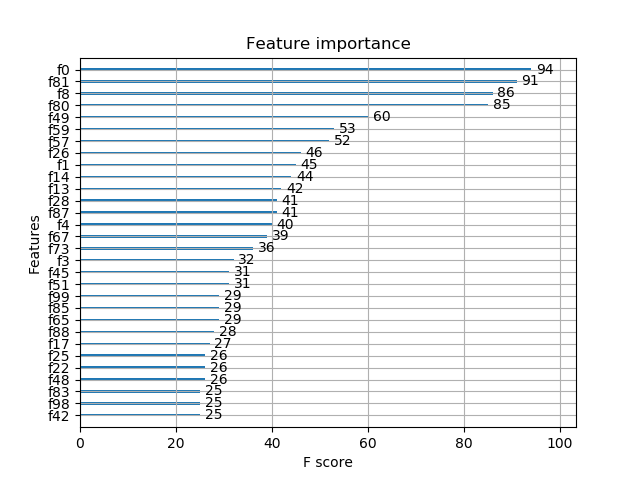 Feature importance
Features
f0 94
f81 91
f8 86
f80 85
f49 60
f59 53
f57 52
f26 46
f1 45
f14 44
f13 42
f28 41
f87 41
f4 40
f67 39
f73 36
f3 32
f45 31
f51 31
f99 29
f85 29
f65 29
f88 28
f17 27
f25 26
f22 26
f48 26
f83 25
f98 25
f42 25
0 20 40 60 80 100
F score